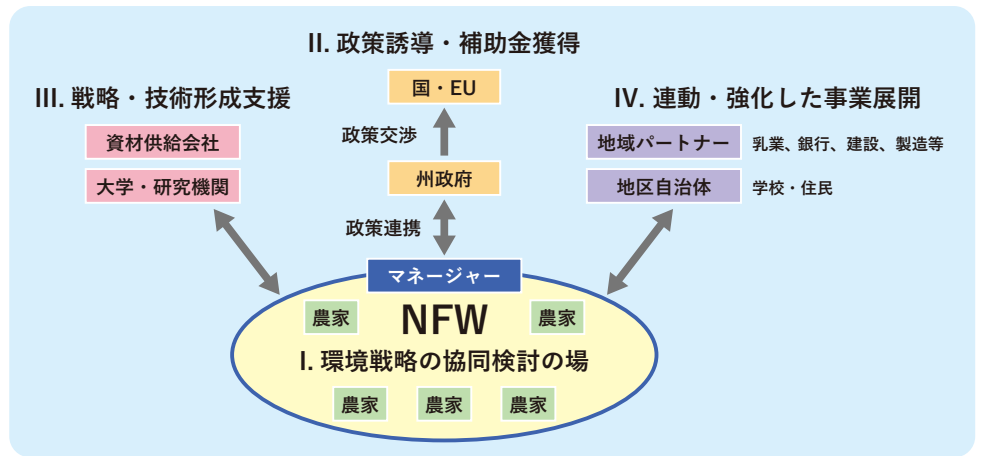 II. 政策誘導・補助金獲得
国・EU
政策交渉
州政府
政策連携
III. 戦略・技術形成支援
資材供給会社
大学・研究機関
IV. 連動・強化した事業展開
地域パートナー 乳業、銀行、建設、製造等
地区自治体 学校・住民
マネージャー
農家 NFW 農家
I. 環境戦略の協同検討の場
農家 農家 農家